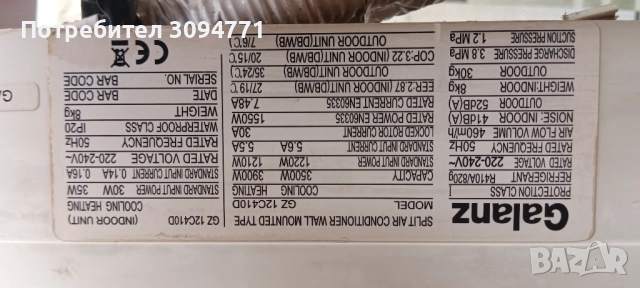 Потребител 3094771
Galanz
PROTECTION CLASS I
REFRIGERANT R410A/820g
RATED VOLTAGE 220-240V~
RATED FREQUENCY 50Hz
AIR FLOW VOLUME 460m³/h
NOISE: INDOOR 41dB(A)
OUTDOOR 52dB(A)
WEIGHT:INDOOR 8kg
OUTDOOR 30kg
DISCHARGE PRESSURE 3.8 MPa
SUCTION PRESSURE 1.2 MPa
SPLIT AIR CONDITIONER WALL MOUNTED TYPE
MODEL GZ 12C410D
COOLING HEATING
CAPACITY 3500W 3900W
STANDARD INPUT POWER 1220W 1210W
STANDARD INPUT CURRENT 5.6A 5.5A
LOCKED ROTOR CURRENT 30A
RATED POWER EN60335 1550W
RATED CURRENT EN60335 7.48A
EER:2.87 (INDOOR UNIT(DB/WB) 27/19℃
OUTDOOR UNIT(DB/WB) 35/24℃
COP:3.22 (INDOOR UNIT(DB/WB) 20/15℃
OUTDOOR UNIT(DB/WB) 7/6℃
(INDOOR UNIT)
GZ 12C410D
COOLING HEATING
STANDARD INPUT POWER 30W 35W
STANDARD INPUT CURRENT 0.14A 0.16A
RATED VOLTAGE 220-240V~
RATED FREQUENCY 50Hz
WATERPROOF CLASS IP20
WEIGHT 8kg
DATE BAR CODE
SERIAL NO. BAR CODE
CE
BAZAR